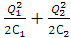 Q₁²/2C₁ + Q₂²/2C₂